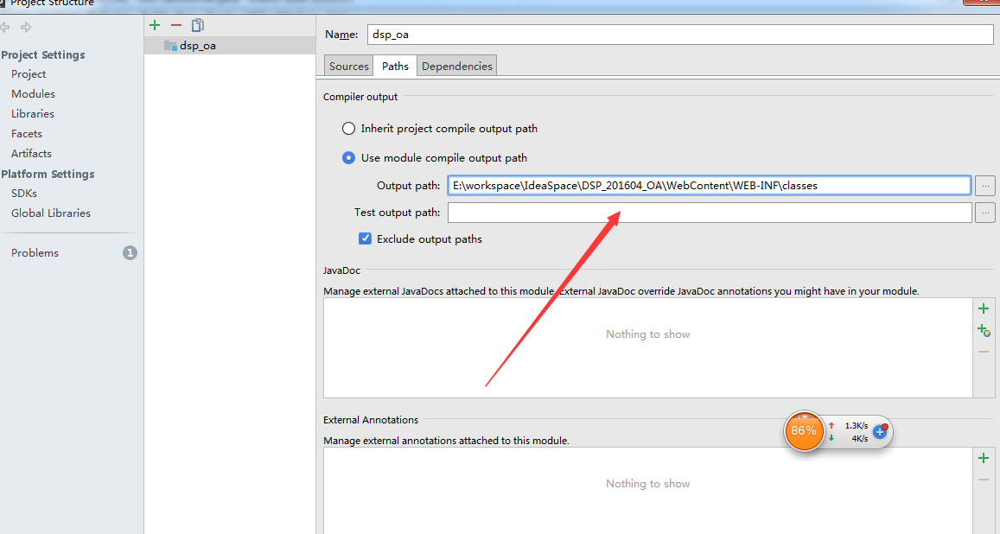 Project Structure
Project Settings
Project
Modules
Libraries
Facets
Artifacts
Platform Settings
SDKs
Global Libraries
Problems 1
dsp_oa
Name: dsp_oa
Sources Paths Dependencies
Compiler output
Inherit project compile output path
Use module compile output path
Output path: E:\workspace\IdeaSpace\DSP_201604_OA\WebContent\WEB-INF\classes ...
Test output path: ...
Exclude output paths
JavaDoc
Manage external JavaDocs attached to this module. External JavaDoc override JavaDoc annotations you might have in your module.
Nothing to show
External Annotations
Manage external annotations attached to this module.
Nothing to show
86%
1.3K/s
4K/s